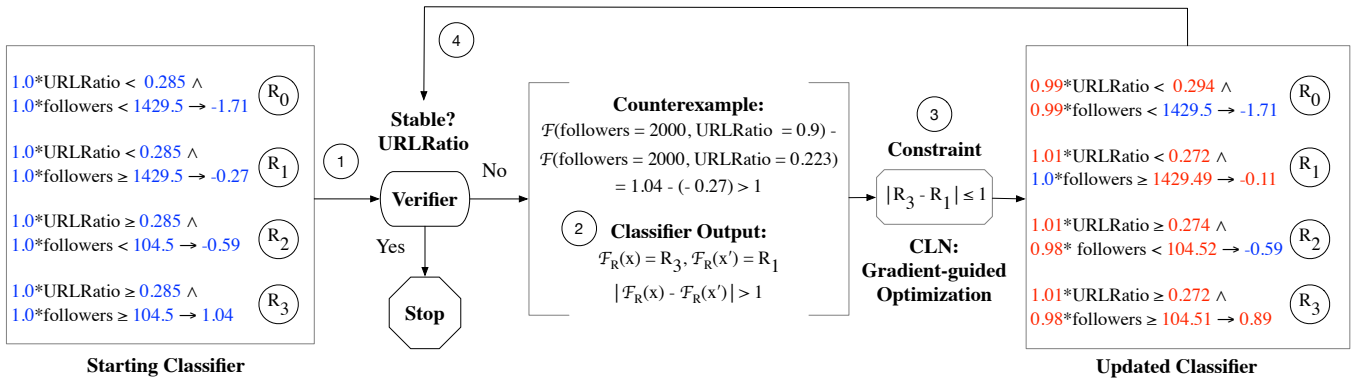 1.0*URLRatio < 0.285 ∧
1.0*followers < 1429.5 → -1.71
R0
1.0*URLRatio < 0.285 ∧
1.0*followers ≥ 1429.5 → -0.27
R1
1.0*URLRatio ≥ 0.285 ∧
1.0*followers < 104.5 → -0.59
R2
1.0*URLRatio ≥ 0.285 ∧
1.0*followers ≥ 104.5 → 1.04
R3
Starting Classifier
1
4
Stable?
URLRatio
Verifier
No
Yes
Stop
Counterexample:
ℱ(followers = 2000, URLRatio = 0.9) -
ℱ(followers = 2000, URLRatio = 0.223)
= 1.04 - (- 0.27) > 1
2
Classifier Output:
ℱR(x) = R3, ℱR(x′) = R1
| ℱR(x) - ℱR(x′) | > 1
3
Constraint
|R3 - R1| ≤ 1
CLN:
Gradient-guided
Optimization
0.99*URLRatio < 0.294 ∧
0.99*followers < 1429.5 → -1.71
R0
1.01*URLRatio < 0.272 ∧
1.0*followers ≥ 1429.49 → -0.11
R1
1.01*URLRatio ≥ 0.274 ∧
0.98* followers < 104.52 → -0.59
R2
1.01*URLRatio ≥ 0.272 ∧
0.98*followers ≥ 104.51 → 0.89
R3
Updated Classifier